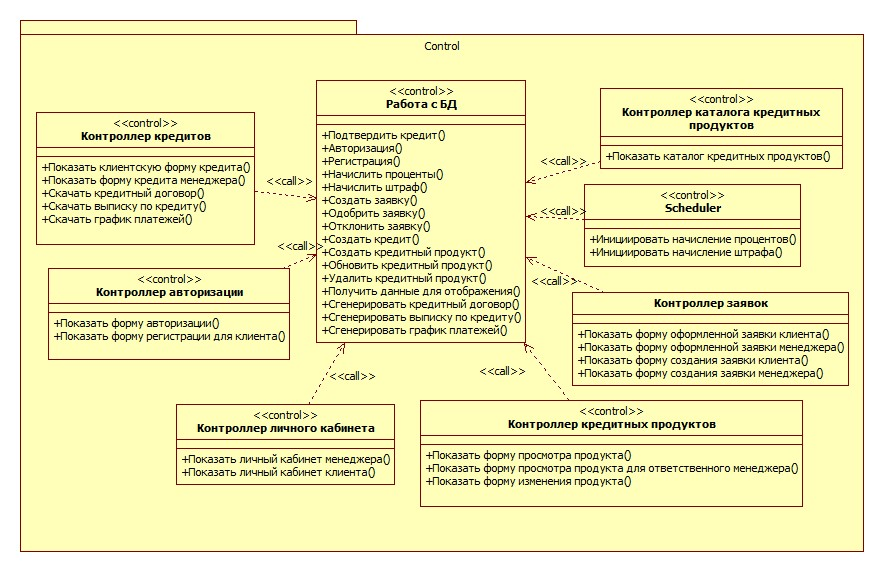 Control
<<control>>
Контроллер кредитов
+Показать клиентскую форму кредита()
+Показать форму кредита менеджера()
+Скачать кредитный договор()
+Скачать выписку по кредиту()
+Скачать график платежей()
<<call>>
<<control>>
Работа с БД
+Подтвердить кредит()
+Авторизация()
+Регистрация()
+Начислить проценты()
+Начислить штраф()
+Создать заявку()
+Одобрить заявку()
+Отклонить заявку()
+Создать кредит()
+Создать кредитный продукт()
+Обновить кредитный продукт()
+Удалить кредитный продукт()
+Получить данные для отображения()
+Сгенерировать кредитный договор()
+Сгенерировать выписку по кредиту()
+Сгенерировать график платежей()
<<control>>
Контроллер каталога кредитных
продуктов
+Показать каталог кредитных продуктов()
<<call>>
<<control>>
Scheduler
+Инициировать начисление процентов()
+Инициировать начисление штрафа()
<<call>>
<<call>>
<<control>>
Контроллер авторизации
+Показать форму авторизации()
+Показать форму регистрации для клиента()
<<call>>
Контроллер заявок
+Показать форму оформленной заявки клиента()
+Показать форму оформленной заявки менеджера()
+Показать форму создания заявки клиента()
+Показать форму создания заявки менеджера()
<<call>>
<<call>>
<<control>>
Контроллер личного кабинета
+Показать личный кабинет менеджера()
+Показать личный кабинет клиента()
<<control>>
Контроллер кредитных продуктов
+Показать форму просмотра продукта()
+Показать форму просмотра продукта для ответственного менеджера()
+Показать форму изменения продукта()